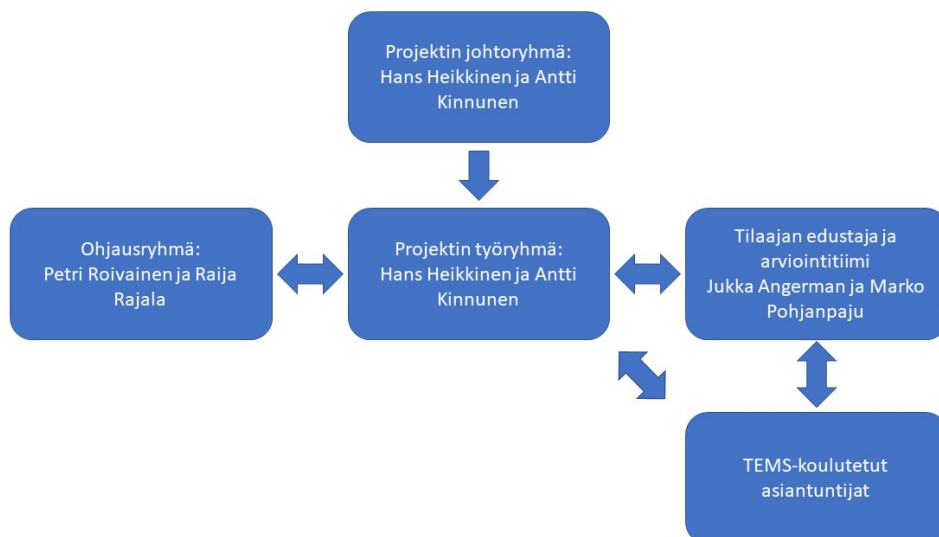 Projektin johtoryhmä:
Hans Heikkinen ja Antti
Kinnunen
Ohjausryhmä:
Petri Roivainen ja Raija
Rajala
Projektin työryhmä:
Hans Heikkinen ja Antti
Kinnunen
Tilaajan edustaja ja
arviointitiimi
Jukka Angerman ja Marko
Pohjanpaju
TEMS-koulutetut
asiantuntijat